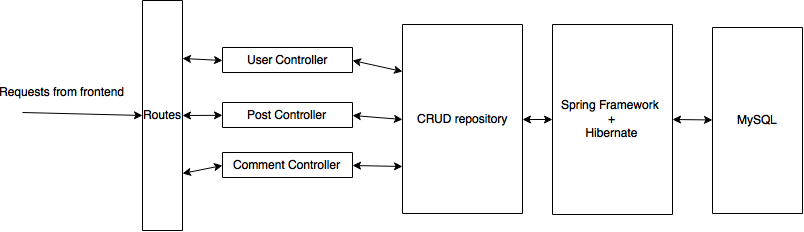 Requests from frontend
Routes
User Controller
Post Controller
Comment Controller
CRUD repository
Spring Framework
+
Hibernate
MySQL